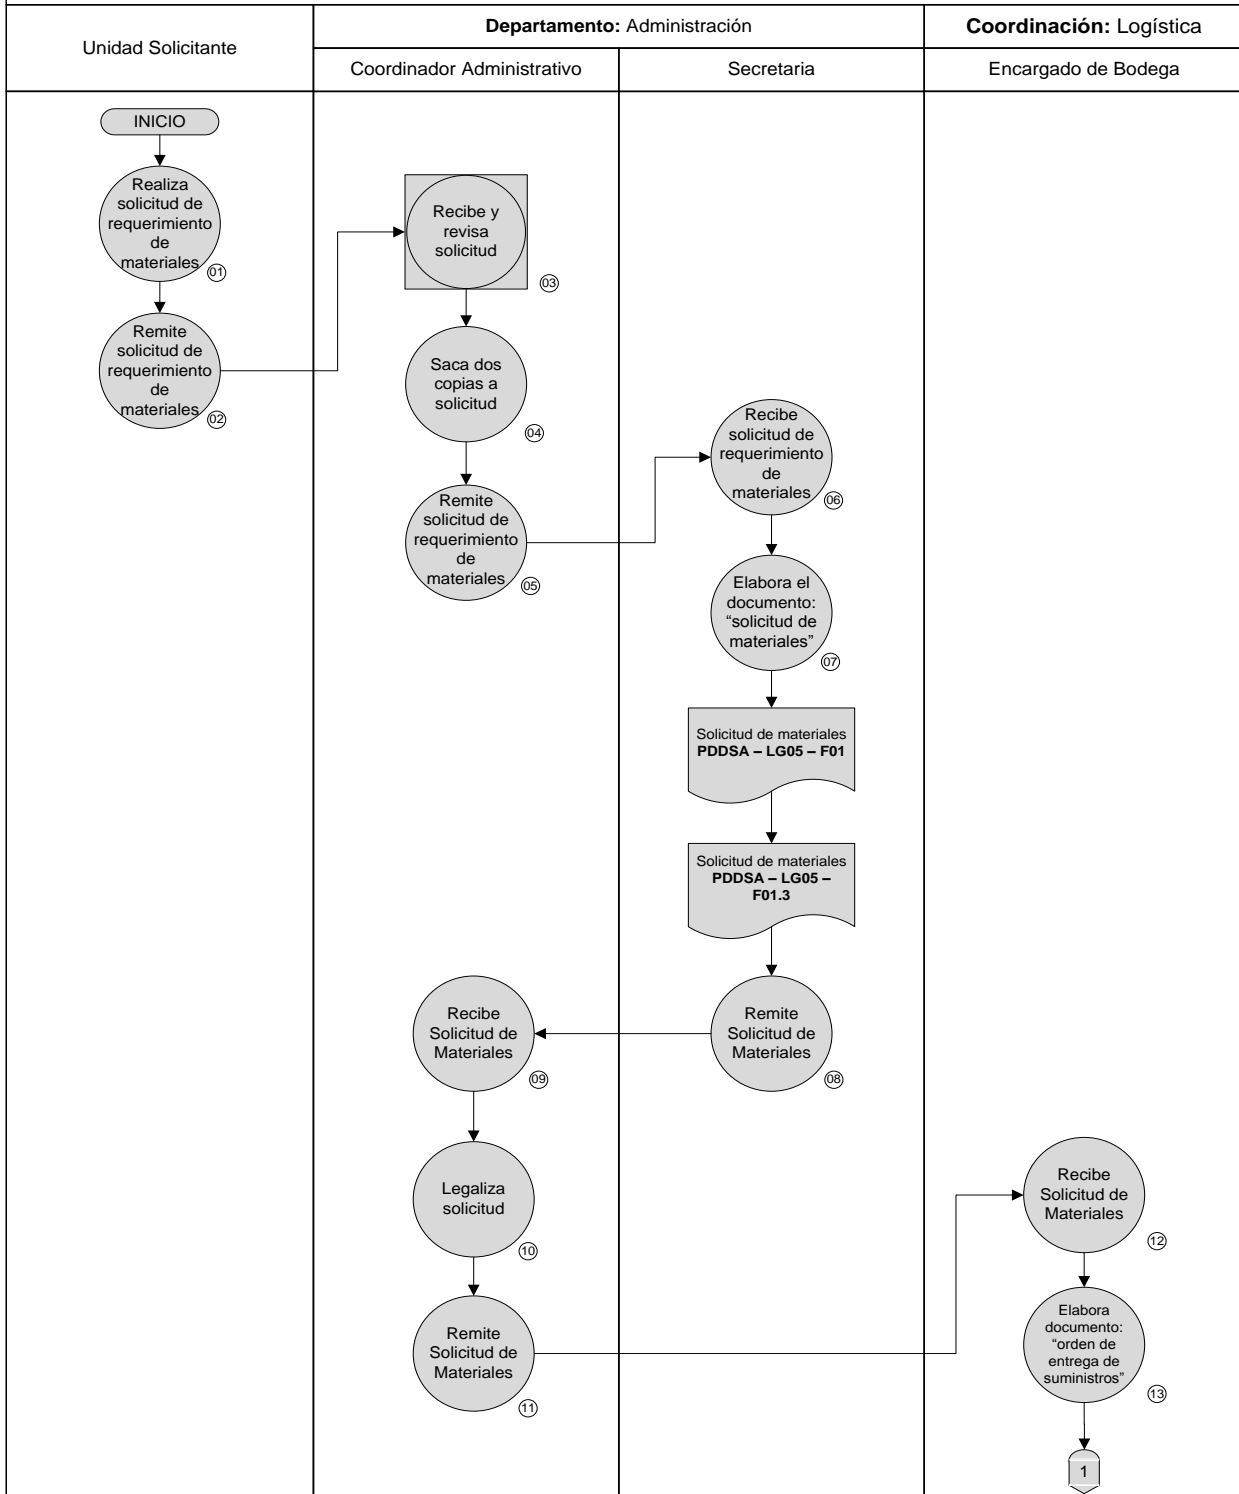 Unidad Solicitante
Departamento: Administración
Coordinación: Logística
Coordinador Administrativo
Secretaria
Encargado de Bodega
INICIO
Realiza
solicitud de
requerimiento
de
materiales
01
Remite
solicitud de
requerimiento
de
materiales
02
Recibe y
revisa
solicitud
03
Saca dos
copias a
solicitud
04
Remite
solicitud de
requerimiento
de
materiales
05
Recibe
solicitud de
requerimiento
de
materiales
06
Elabora el
documento:
“solicitud de
materiales”
07
Solicitud de materiales
PDDSA – LG05 – F01
Solicitud de materiales
PDDSA – LG05 –
F01.3
Remite
Solicitud de
Materiales
08
Recibe
Solicitud de
Materiales
09
Legaliza
solicitud
10
Remite
Solicitud de
Materiales
11
Recibe
Solicitud de
Materiales
12
Elabora
documento:
“orden de
entrega de
suministros”
13
1